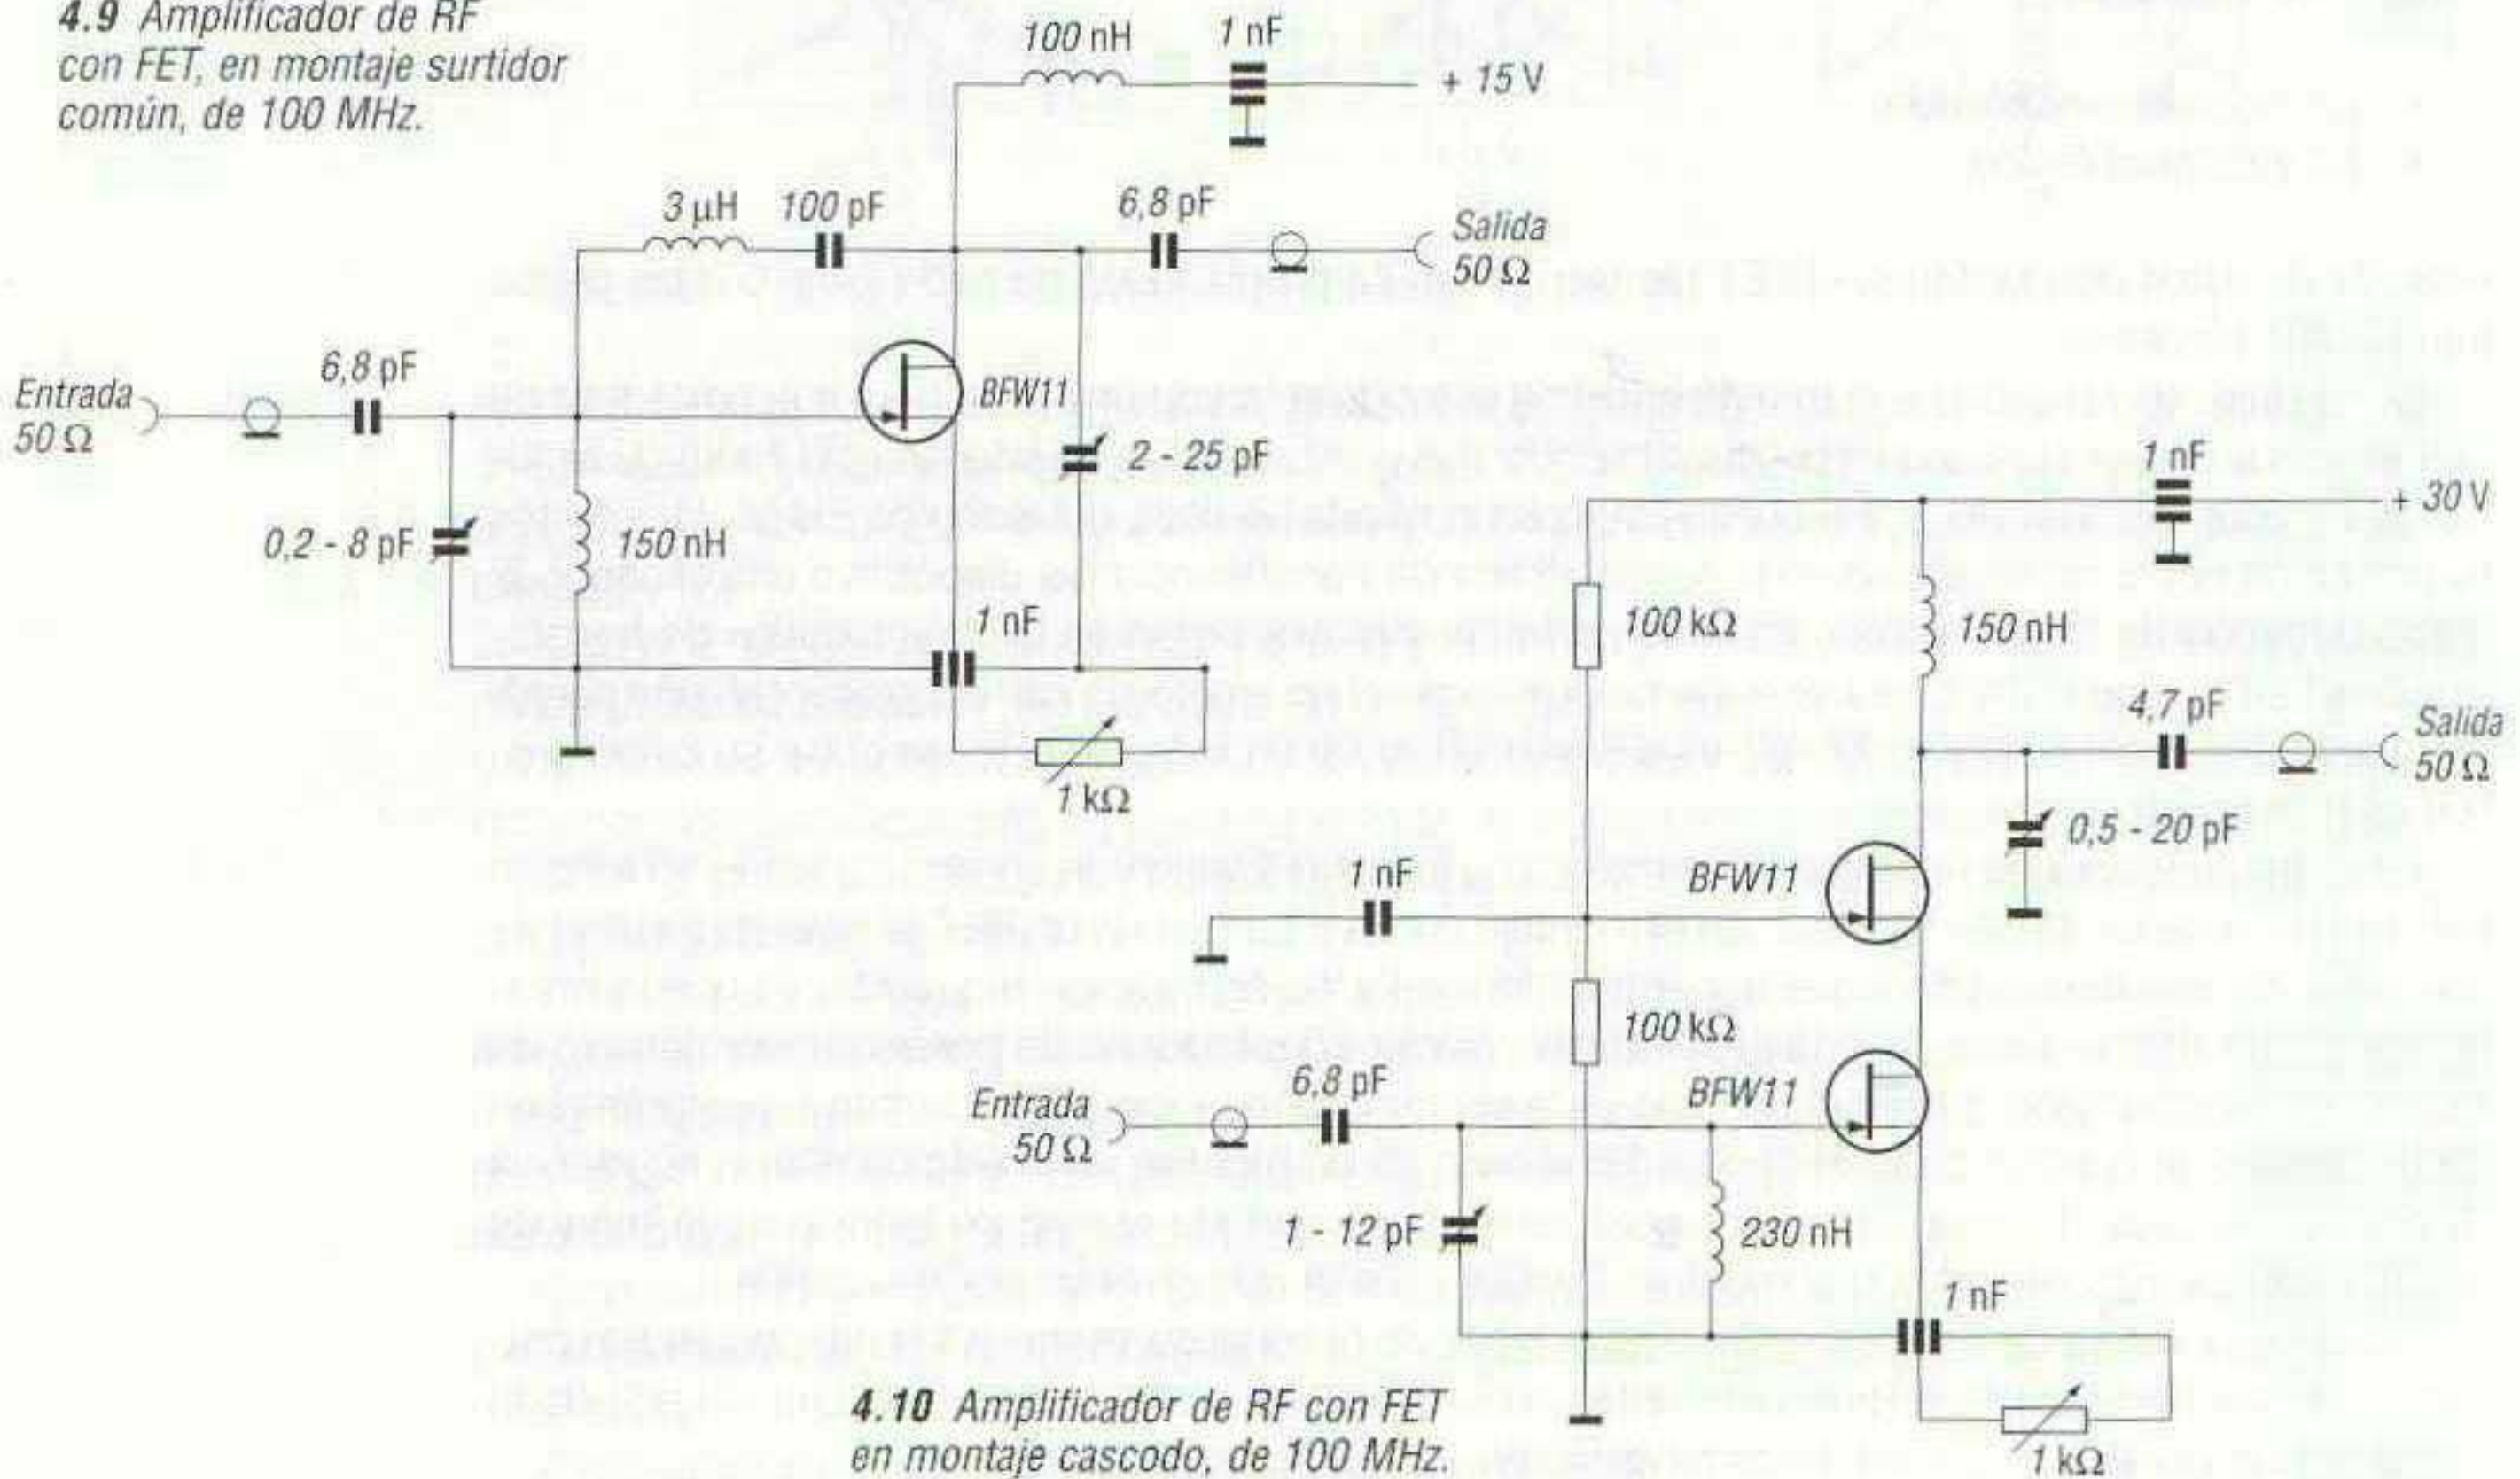 4.9 Amplificador de RF
con FET, en montaje surtidor
común, de 100 MHz.
100 nH
1 nF
+ 15 V
3 μH
100 pF
6,8 pF
Salida
50 Ω
6,8 pF
Entrada
50 Ω
BFW11
2 - 25 pF
0,2 - 8 pF
150 nH
1 nF
1 kΩ
1 nF
+ 30 V
100 kΩ
150 nH
4,7 pF
Salida
50 Ω
0,5 - 20 pF
1 nF
BFW11
100 kΩ
BFW11
6,8 pF
Entrada
50 Ω
1 - 12 pF
230 nH
1 nF
1 kΩ
4.10 Amplificador de RF con FET
en montaje cascodo, de 100 MHz.